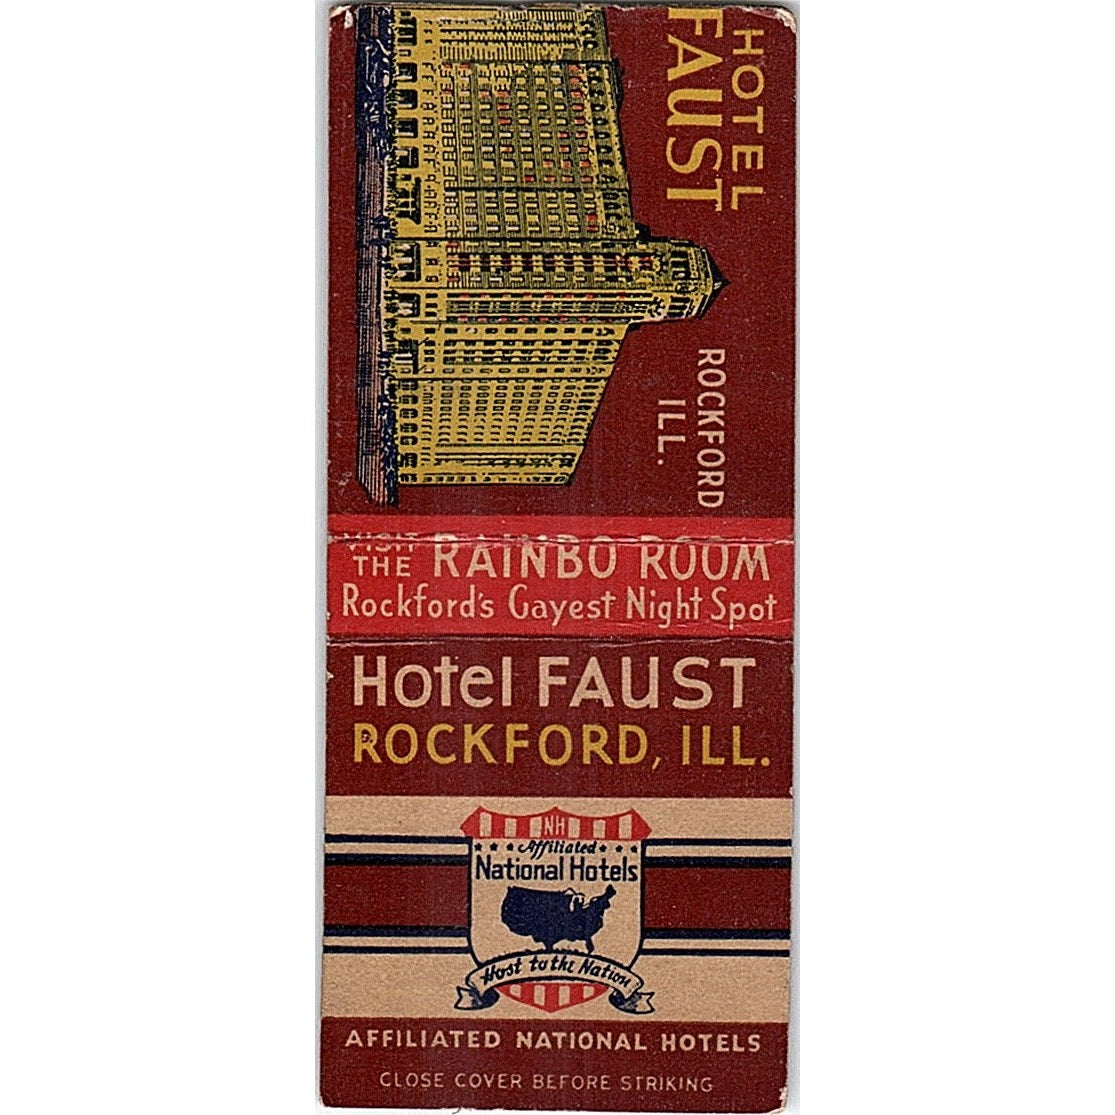 HOTEL
FAUST
ROCKFORD
ILL.
VISIT
THE RAINBO ROOM
Rockford's Gayest Night Spot
Hotel FAUST
ROCKFORD, ILL.
NH
Affiliated
National Hotels
Host to the Nation
AFFILIATED NATIONAL HOTELS
CLOSE COVER BEFORE STRIKING